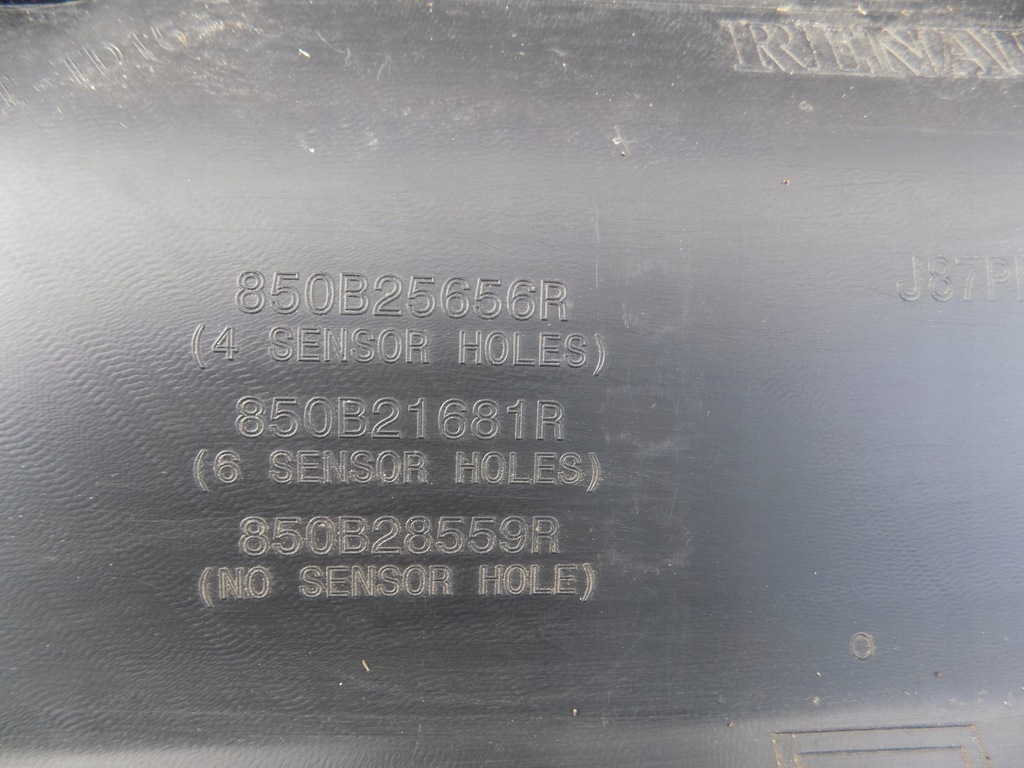 850B25656R
(4 SENSOR HOLES)
850B21681R
(6 SENSOR HOLES)
850B28559R
(NO SENSOR HOLE)